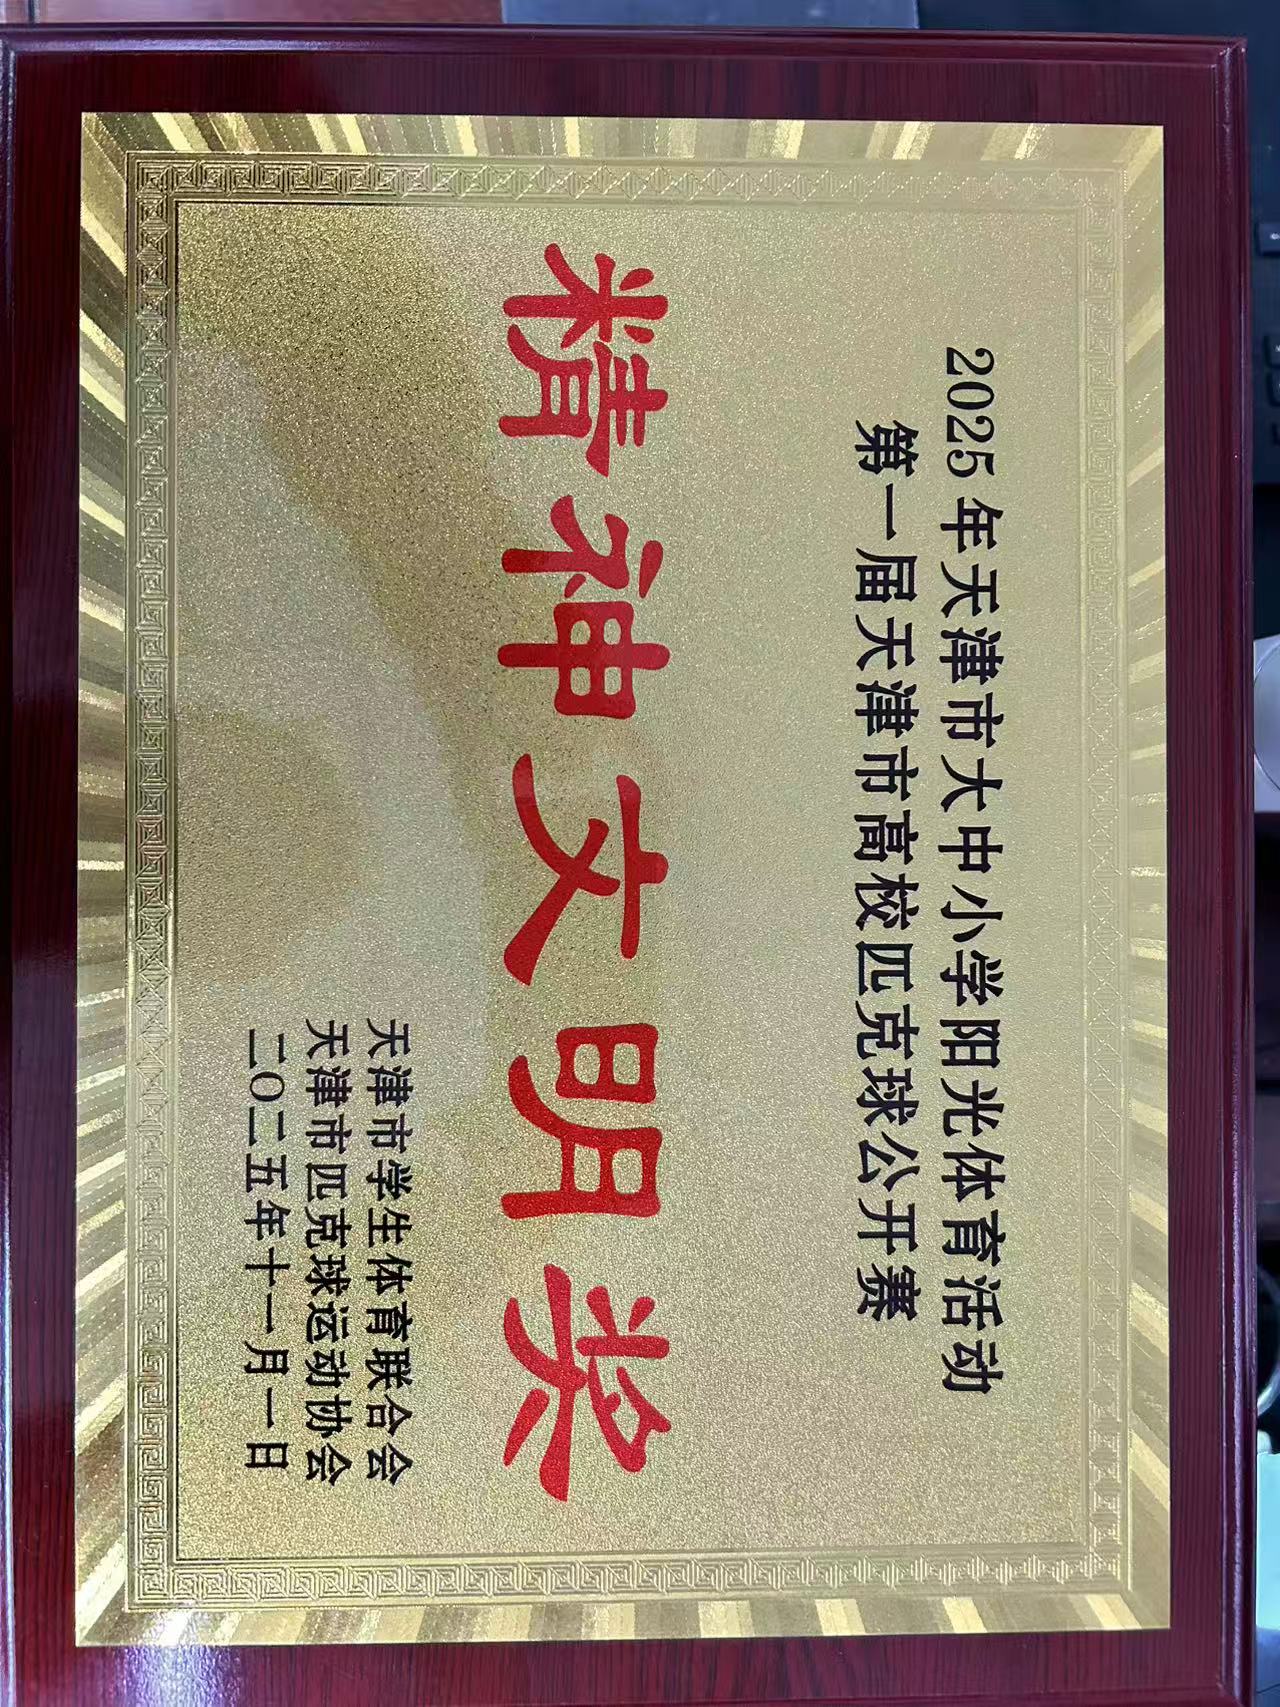 2025年天津市大中小学阳光体育活动
第一届天津市高校匹克球公开赛
精神文明奖
天津市学生体育联合会
天津市匹克球运动协会
二〇二五年十一月一日